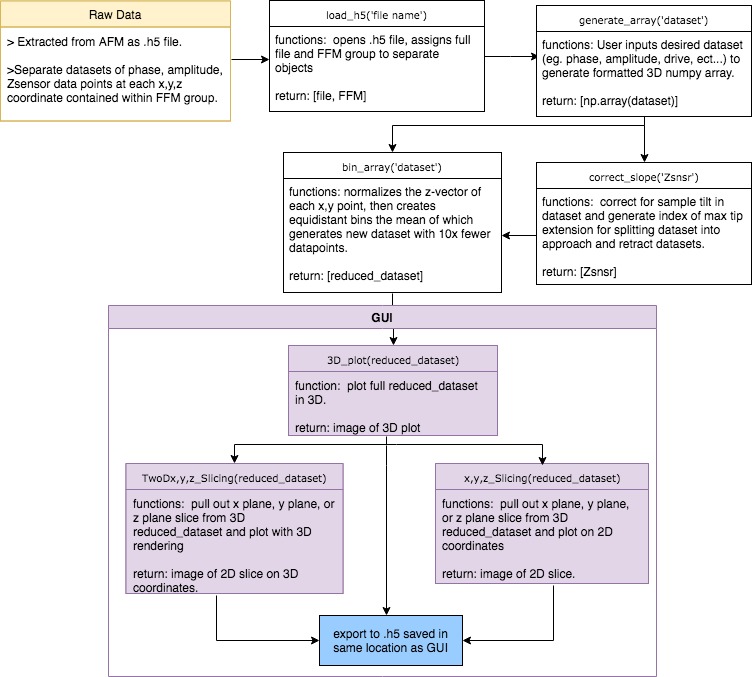 Raw Data
> Extracted from AFM as .h5 file.
>Separate datasets of phase, amplitude,
Zsensor data points at each x,y,z
coordinate contained within FFM group.
load_h5('file name')
functions: opens .h5 file, assigns full
file and FFM group to separate
objects
return: [file, FFM]
generate_array('dataset')
functions: User inputs desired dataset
(eg. phase, amplitude, drive, ect...) to
generate formatted 3D numpy array.
return: [np.array(dataset)]
bin_array('dataset')
functions: normalizes the z-vector of
each x,y point, then creates
equidistant bins the mean of which
generates new dataset with 10x fewer
datapoints.
return: [reduced_dataset]
correct_slope('Zsnsr')
functions: correct for sample tilt in
dataset and generate index of max tip
extension for splitting dataset into
approach and retract datasets.
return: [Zsnsr]
GUI
3D_plot(reduced_dataset)
function: plot full reduced_dataset
in 3D.
return: image of 3D plot
TwoDx,y,z_Slicing(reduced_dataset)
functions: pull out x plane, y plane, or
z plane slice from 3D
reduced_dataset and plot with 3D
rendering
return: image of 2D slice on 3D
coordinates.
x,y,z_Slicing(reduced_dataset)
functions: pull out x plane, y plane,
or z plane slice from 3D
reduced_dataset and plot on 2D
coordinates
return: image of 2D slice.
export to .h5 saved in
same location as GUI